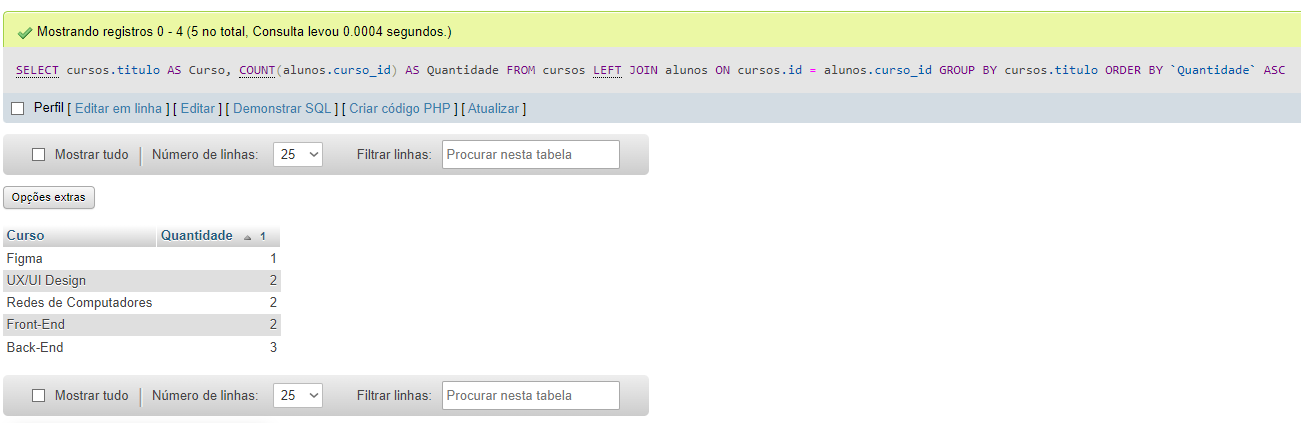 Mostrando registros 0 - 4 (5 no total, Consulta levou 0.0004 segundos.)
SELECT cursos.titulo AS Curso, COUNT(alunos.curso_id) AS Quantidade FROM cursos LEFT JOIN alunos ON cursos.id = alunos.curso_id GROUP BY cursos.titulo ORDER BY `Quantidade` ASC
Perfil [ Editar em linha ] [ Editar ] [ Demonstrar SQL ] [ Criar código PHP ] [ Atualizar ]
Mostrar tudo Número de linhas: 25 Filtrar linhas: Procurar nesta tabela
Opções extras
Curso Quantidade 1
Figma 1
UX/UI Design 2
Redes de Computadores 2
Front-End 2
Back-End 3
Mostrar tudo Número de linhas: 25 Filtrar linhas: Procurar nesta tabela